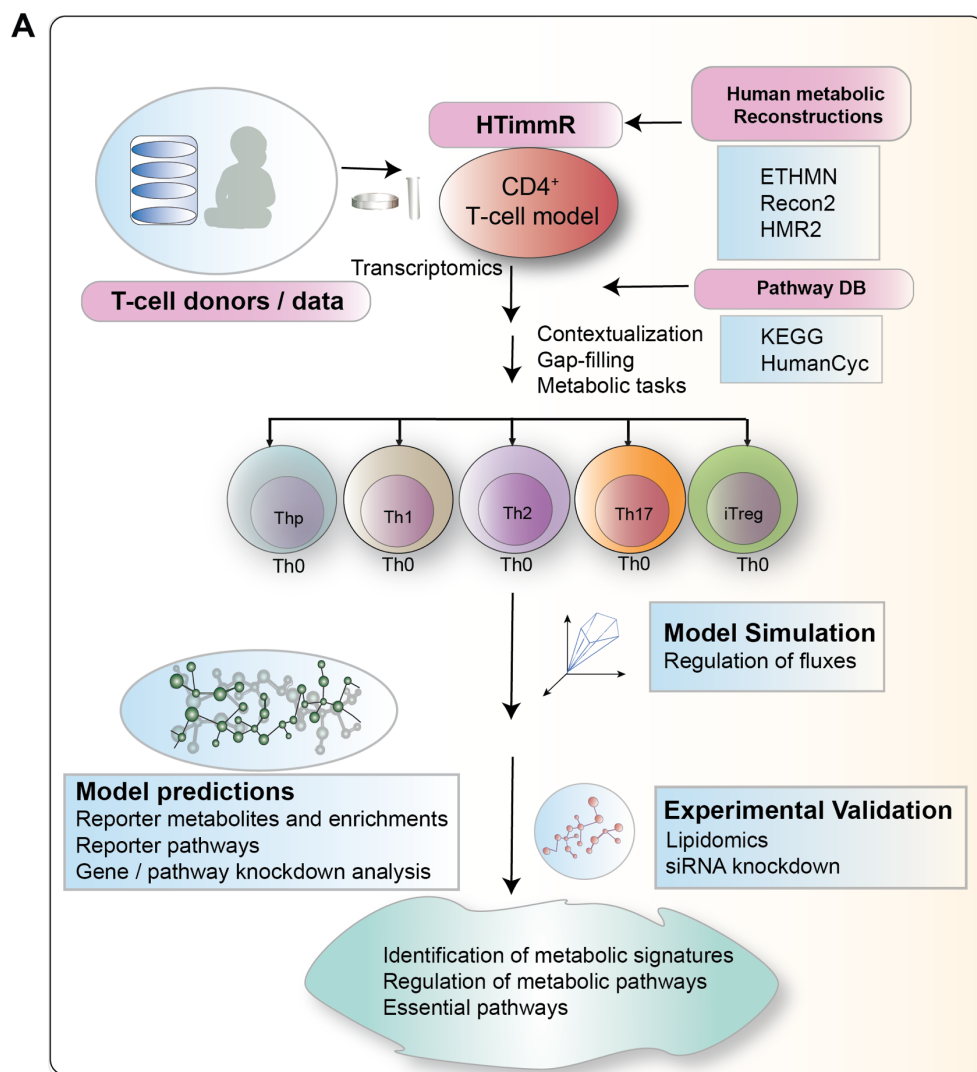 A
HTimmR
CD4+
T-cell model
Human metabolic
Reconstructions
ETHMN
Recon2
HMR2
T-cell donors / data
Transcriptomics
Pathway DB
KEGG
HumanCyc
Contextualization
Gap-filling
Metabolic tasks
Thp
Th1
Th2
Th17
iTreg
Th0
Th0
Th0
Th0
Th0
Model Simulation
Regulation of fluxes
Model predictions
Reporter metabolites and enrichments
Reporter pathways
Gene / pathway knockdown analysis
Experimental Validation
Lipidomics
siRNA knockdown
Identification of metabolic signatures
Regulation of metabolic pathways
Essential pathways